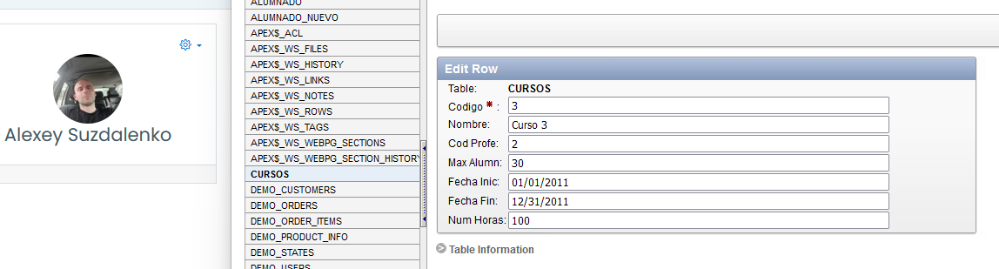 Alexey Suzdalenko
ALUMNADO
ALUMNADO_NUEVO
APEX$_ACL
APEX$_WS_FILES
APEX$_WS_HISTORY
APEX$_WS_LINKS
APEX$_WS_NOTES
APEX$_WS_ROWS
APEX$_WS_TAGS
APEX$_WS_WEBPG_SECTIONS
APEX$_WS_WEBPG_SECTION_HISTORY
CURSOS
DEMO_CUSTOMERS
DEMO_ORDERS
DEMO_ORDER_ITEMS
DEMO_PRODUCT_INFO
DEMO_STATES
DEMO_USERS
Edit Row
Table: CURSOS
Codigo * : 3
Nombre: Curso 3
Cod Profe: 2
Max Alumn: 30
Fecha Inic: 01/01/2011
Fecha Fin: 12/31/2011
Num Horas: 100
Table Information